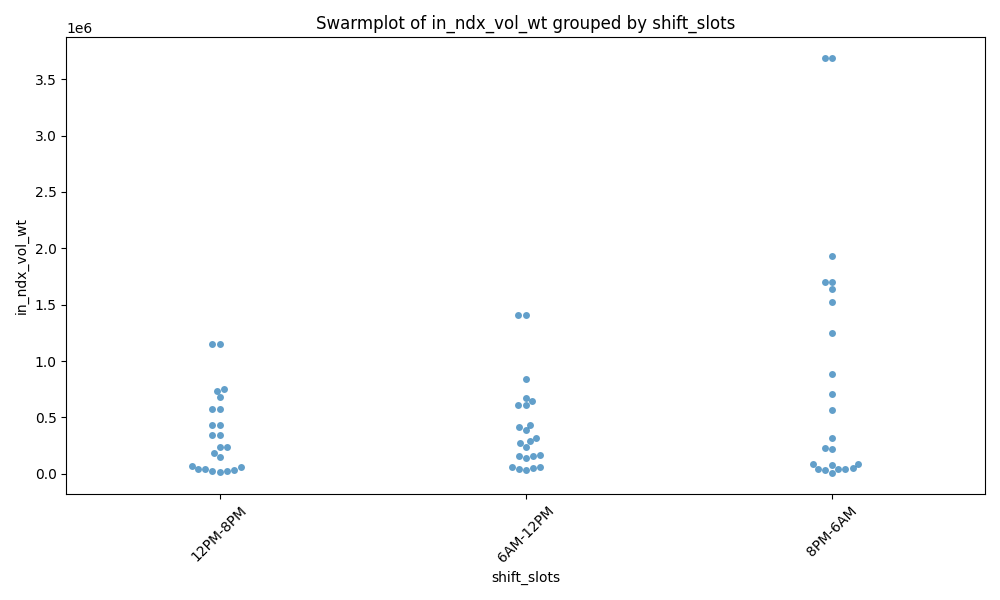 Swarmplot of in_ndx_vol_wt grouped by shift_slots
1e6
3.5
3.0
2.5
2.0
1.5
1.0
0.5
0.0
in_ndx_vol_wt
12PM-8PM
6AM-12PM
8PM-6AM
shift_slots